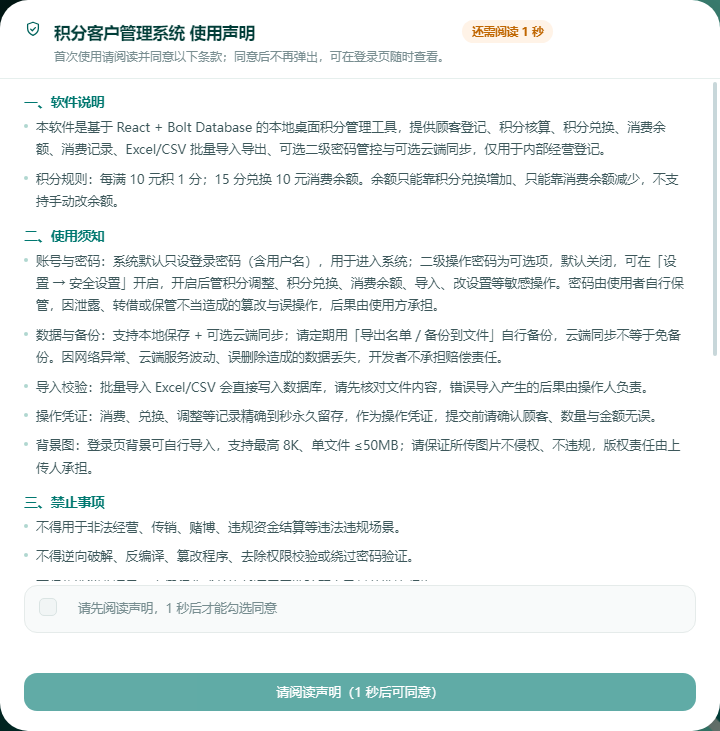 积分客户管理系统 使用声明
还需阅读 1 秒
首次使用请阅读并同意以下条款；同意后不再弹出，可在登录页随时查看。
一、软件说明
本软件是基于 React + Bolt Database 的本地桌面积分管理工具，提供顾客登记、积分核算、积分兑换、消费余
额、消费记录、Excel/CSV 批量导入导出、可选二级密码管控与可选云端同步，仅用于内部经营登记。
积分规则：每满 10 元积 1 分；15 分兑换 10 元消费余额。余额只能靠积分兑换增加、只能靠消费余额减少，不支
持手动改余额。
二、使用须知
账号与密码：系统默认只设登录密码（含用户名），用于进入系统；二级操作密码为可选项，默认关闭，可在「设
置 → 安全设置」开启，开启后管积分调整、积分兑换、消费余额、导入、改设置等敏感操作。密码由使用者自行保
管，因泄露、转借或保管不当造成的篡改与误操作，后果由使用方承担。
数据与备份：支持本地保存 + 可选云端同步；请定期用「导出名单 / 备份到文件」自行备份，云端同步不等于免备
份。因网络异常、云端服务波动、误删除造成的数据丢失，开发者不承担赔偿责任。
导入校验：批量导入 Excel/CSV 会直接写入数据库，请先核对文件内容，错误导入产生的后果由操作人负责。
操作凭证：消费、兑换、调整等记录精确到秒永久留存，作为操作凭证，提交前请确认顾客、数量与金额无误。
背景图：登录页背景可自行导入，支持最高 8K、单文件 ≤50MB；请保证所传图片不侵权、不违规，版权责任由上
传人承担。
三、禁止事项
不得用于非法经营、传销、赌博、违规资金结算等违法违规场景。
不得逆向破解、反编译、篡改程序、去除权限校验或绕过密码验证。
请先阅读声明，1 秒后才能勾选同意
请阅读声明（1 秒后可同意）